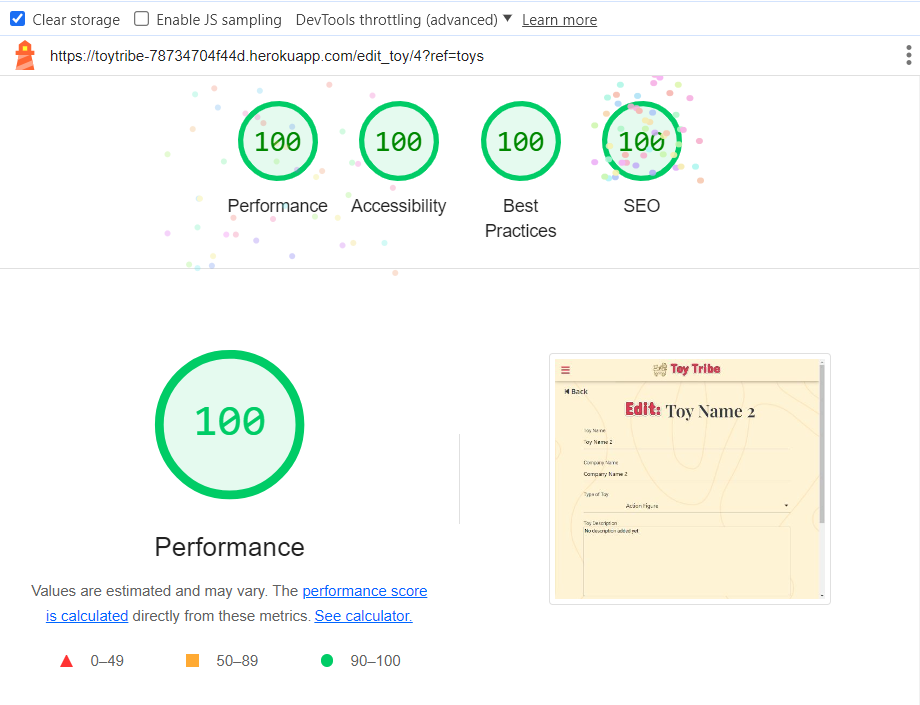 Clear storage Enable JS sampling DevTools throttling (advanced) Learn more
https://toytribe-78734704f44d.herokuapp.com/edit_toy/4?ref=toys
100 100 100 100
Performance Accessibility Best Practices SEO
100
Performance
Values are estimated and may vary. The performance score
is calculated directly from these metrics. See calculator.
0–49 50–89 90–100
Toy Tribe
Back
Edit: Toy Name 2
Toy Name
Toy Name 2
Company Name
Company Name 2
Type of Toy
Action Figure
Toy Description
No description added yet